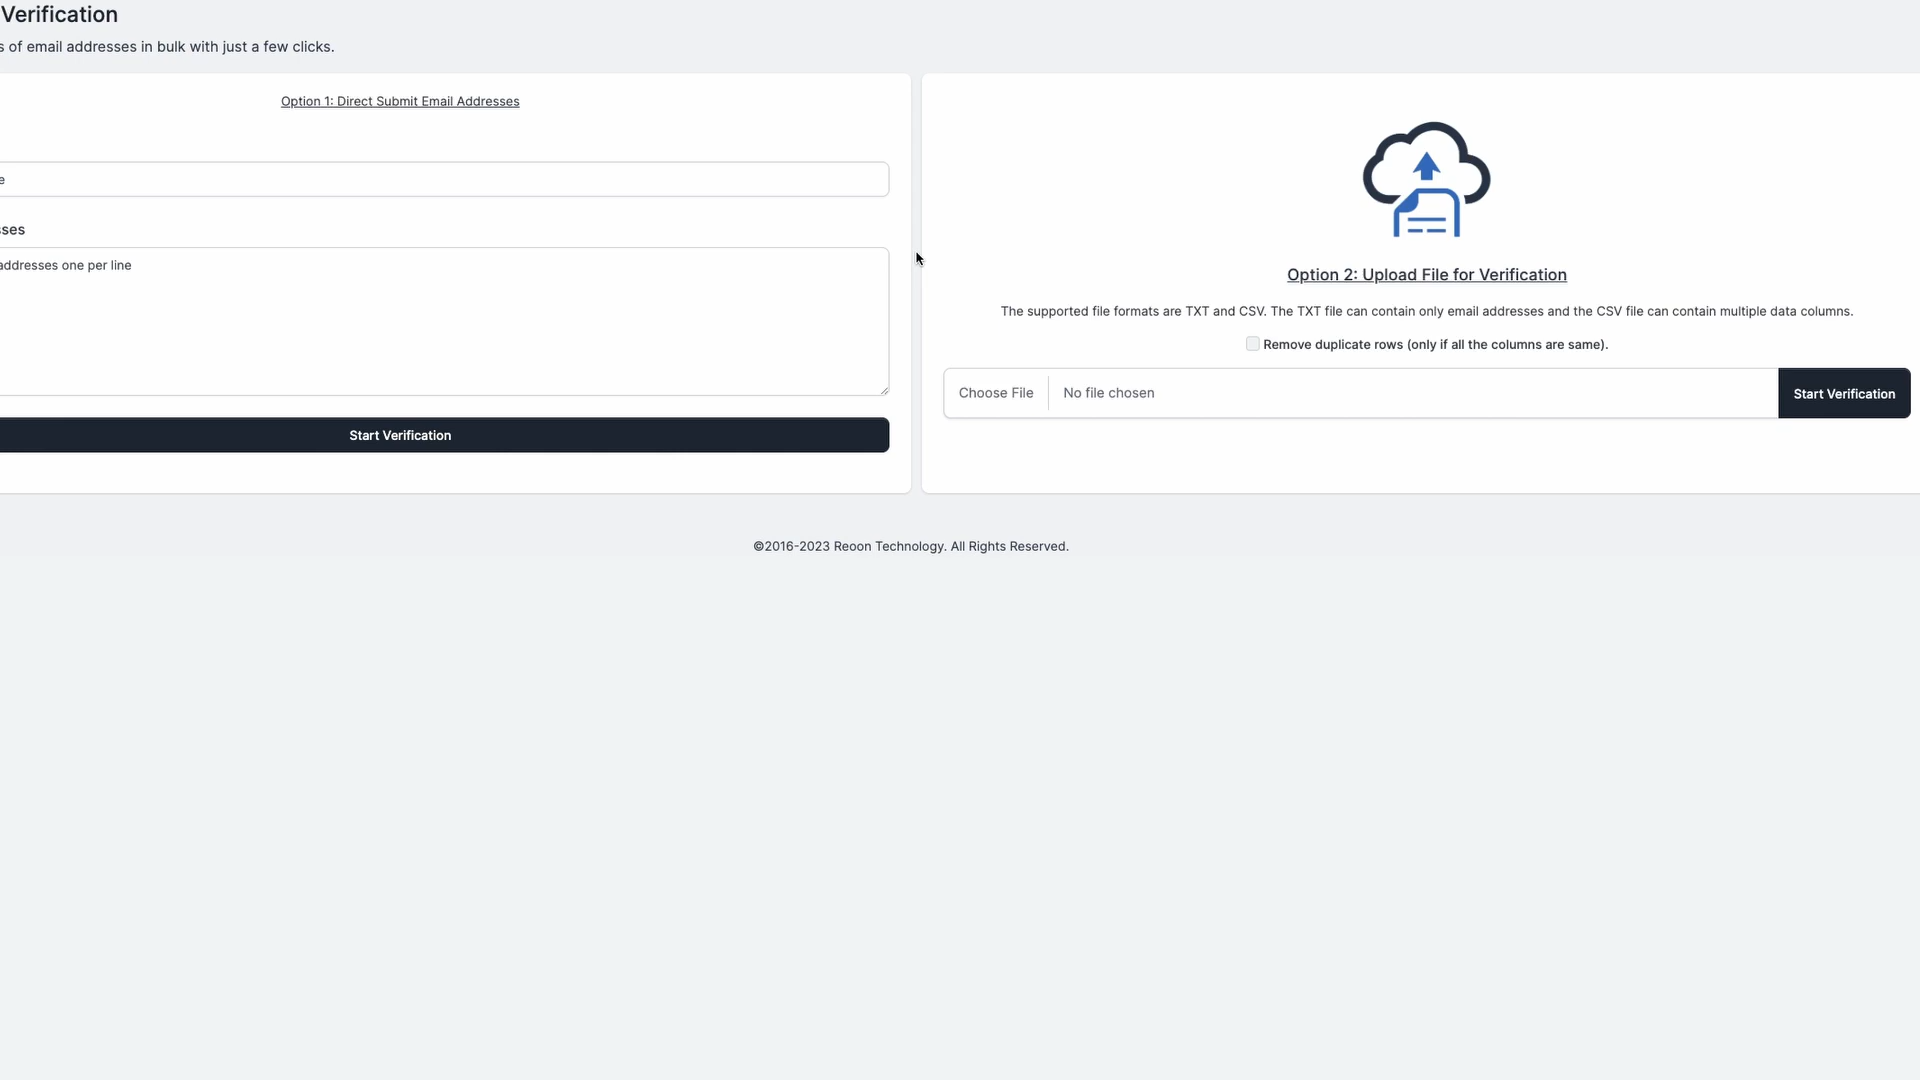 Verification
s of email addresses in bulk with just a few clicks.
Option 1: Direct Submit Email Addresses
e
sses
addresses one per line
Start Verification
Option 2: Upload File for Verification
The supported file formats are TXT and CSV. The TXT file can contain only email addresses and the CSV file can contain multiple data columns.
Remove duplicate rows (only if all the columns are same).
Choose File No file chosen Start Verification
©2016-2023 Reoon Technology. All Rights Reserved.